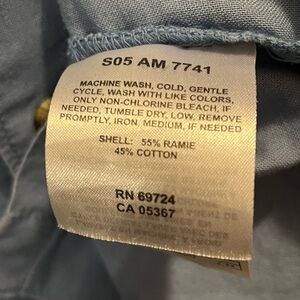 S05 AM 7741
MACHINE WASH, COLD, GENTLE
CYCLE, WASH WITH LIKE COLORS,
ONLY NON-CHLORINE BLEACH, IF
NEEDED, TUMBLE DRY, LOW, REMOVE
PROMPTLY, IRON, MEDIUM, IF NEEDED
SHELL: 55% RAMIE
45% COTTON
RN 69724
CA 05367